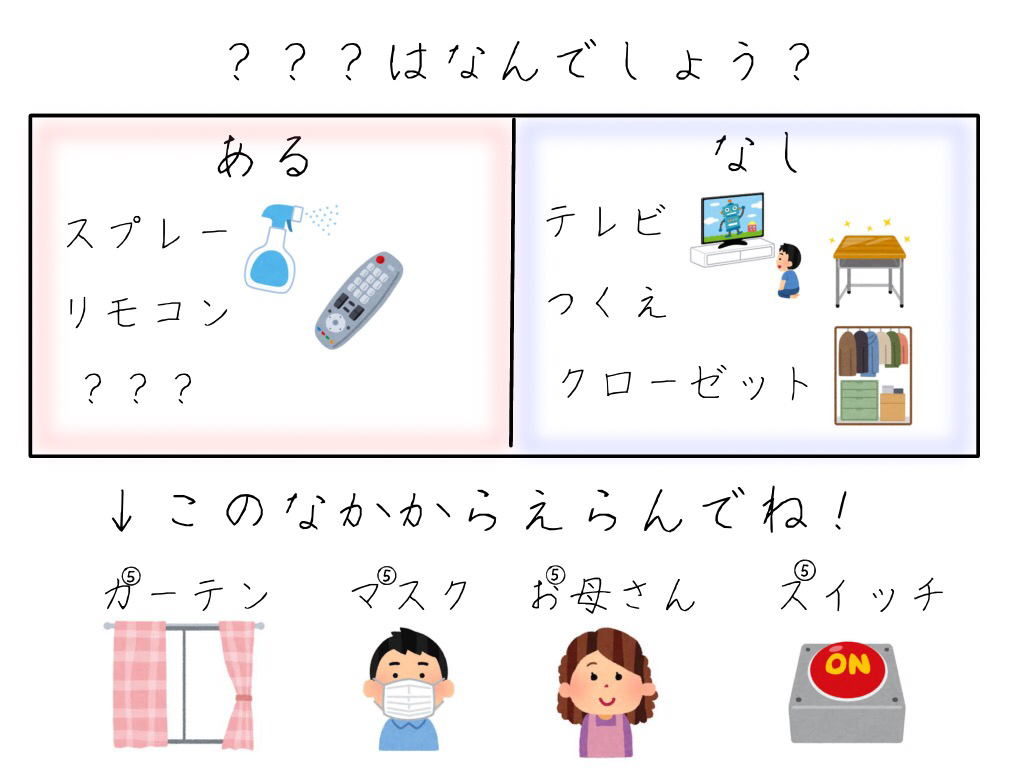 ？？？はなんでしょう？
ある
スプレー
リモコン
？？？
なし
テレビ
つくえ
クローゼット
↓このなかからえらんでね！
⑤ ⑤ ⑤ ⑤
カーテン マスク お母さん スイッチ
ON